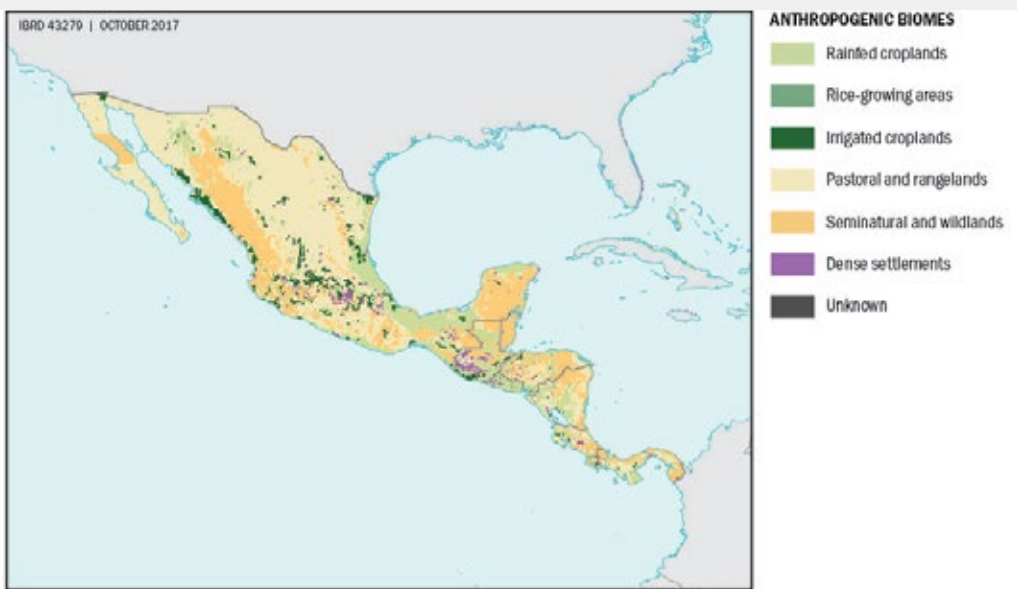 IBRD 43279 | OCTOBER 2017
ANTHROPOGENIC BIOMES
Rainfed croplands
Rice-growing areas
Irrigated croplands
Pastoral and rangelands
Seminatural and wildlands
Dense settlements
Unknown